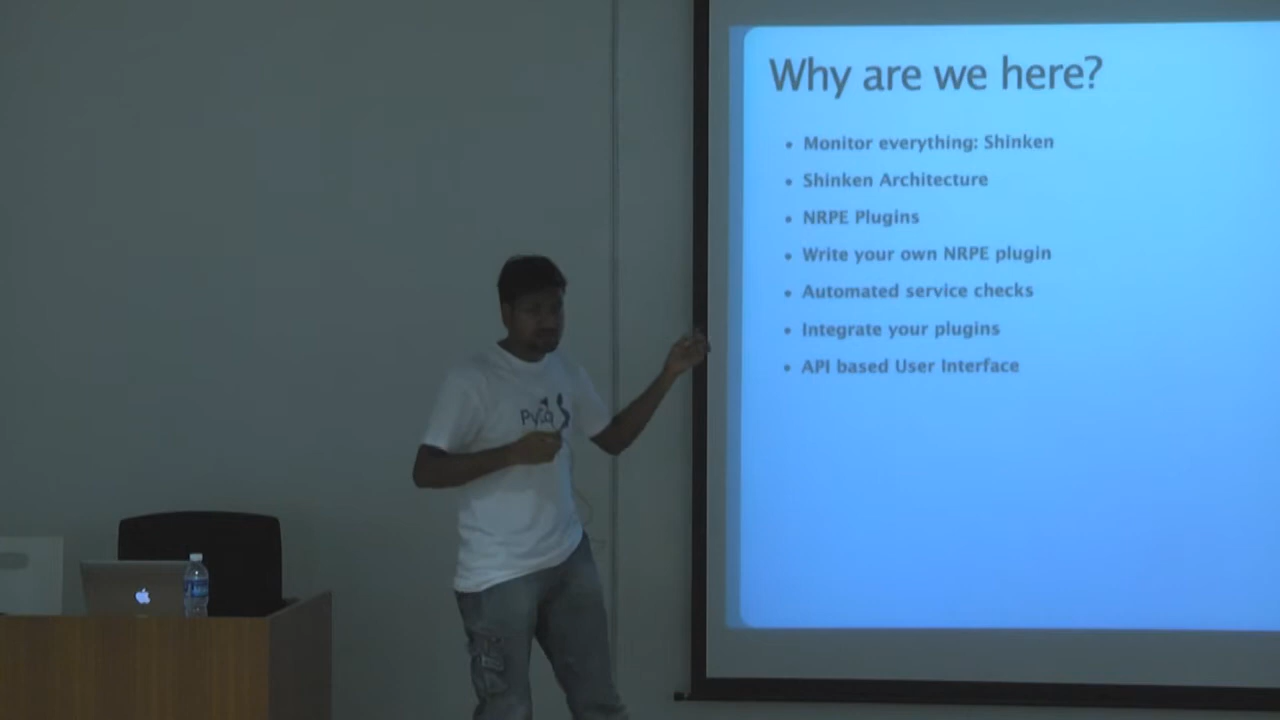 Why are we here?
• Monitor everything: Shinken
• Shinken Architecture
• NRPE Plugins
• Write your own NRPE plugin
• Automated service checks
• Integrate your plugins
• API based User Interface